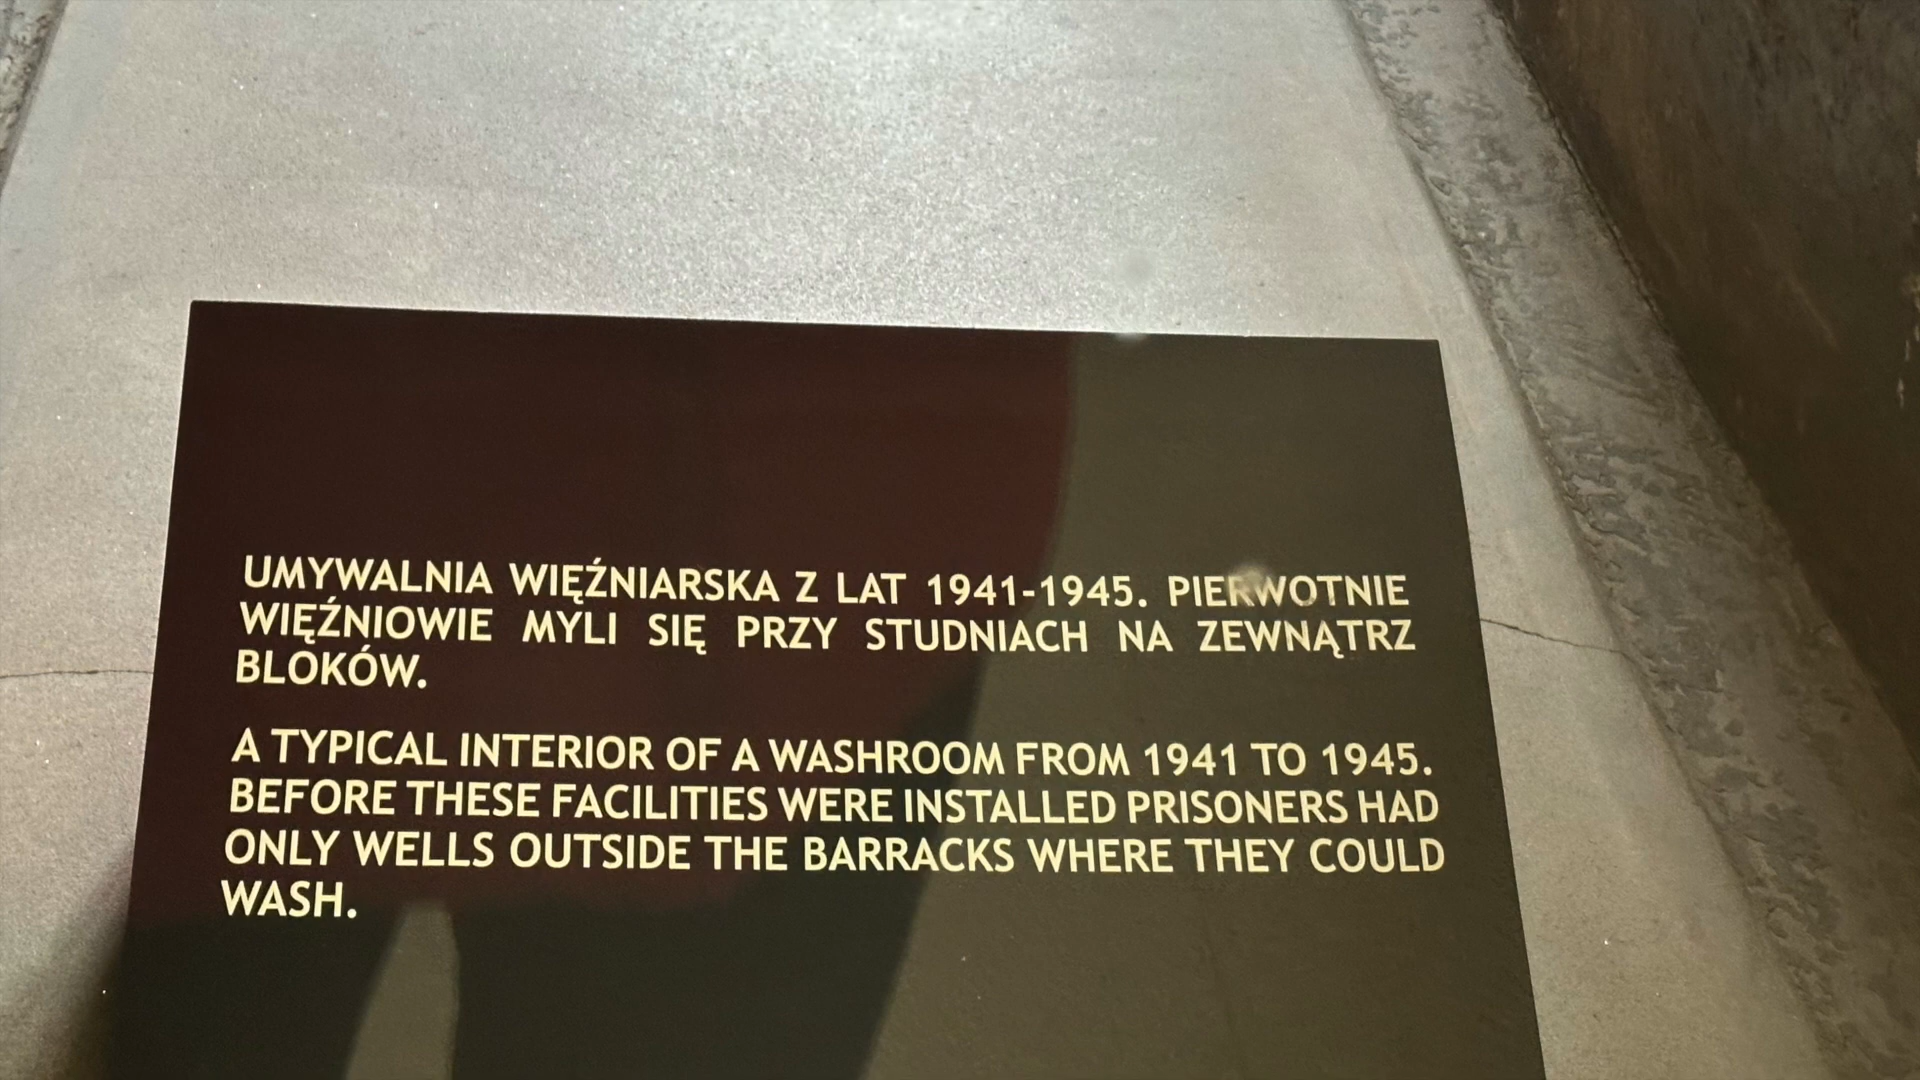 UMYWALNIA WIĘŹNIARSKA Z LAT 1941-1945. PIERWOTNIE
WIĘŹNIOWIE MYLI SIĘ PRZY STUDNIACH NA ZEWNĄTRZ
BLOKÓW.
A TYPICAL INTERIOR OF A WASHROOM FROM 1941 TO 1945.
BEFORE THESE FACILITIES WERE INSTALLED PRISONERS HAD
ONLY WELLS OUTSIDE THE BARRACKS WHERE THEY COULD
WASH.